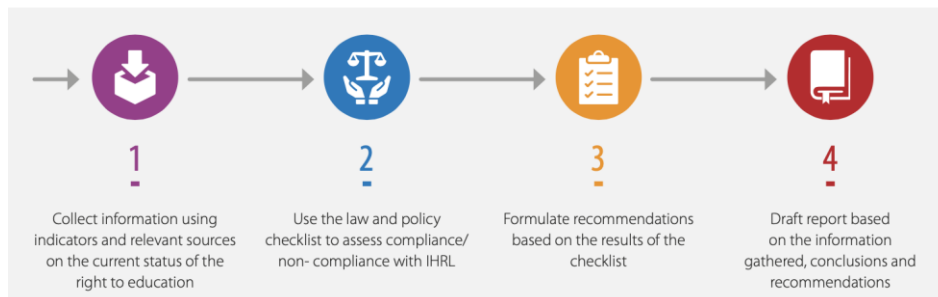 1
Collect information using
indicators and relevant sources
on the current status of the
right to education
2
Use the law and policy
checklist to assess compliance/
non- compliance with IHRL
3
Formulate recommendations
based on the results of the
checklist
4
Draft report based
on the information
gathered, conclusions and
recommendations